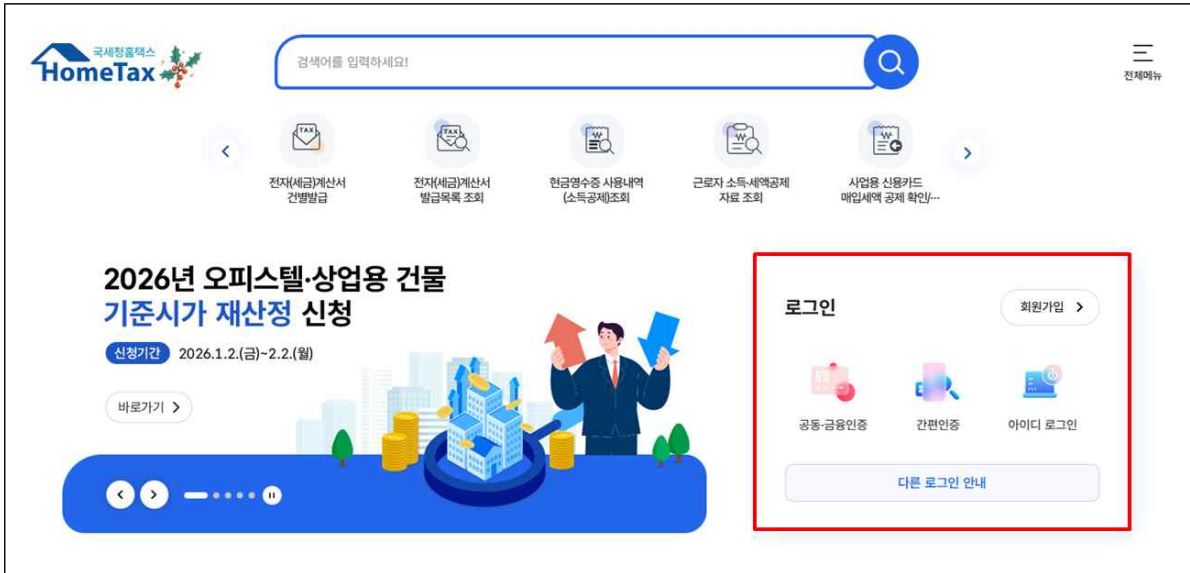 국세청홈택스
HomeTax
검색어를 입력하세요!
전체메뉴
TAX
TAX
전자(세금)계산서
건별발급
전자(세금)계산서
발급목록 조회
현금영수증 사용내역
(소득공제)조회
근로자 소득·세액공제
자료 조회
사업용 신용카드
매입세액 공제 확인/⋯
2026년 오피스텔·상업용 건물
기준시가 재산정 신청
신청기간 2026.1.2.(금)~2.2.(월)
바로가기
로그인
회원가입
공동·금융인증
간편인증
아이디 로그인
다른 로그인 안내